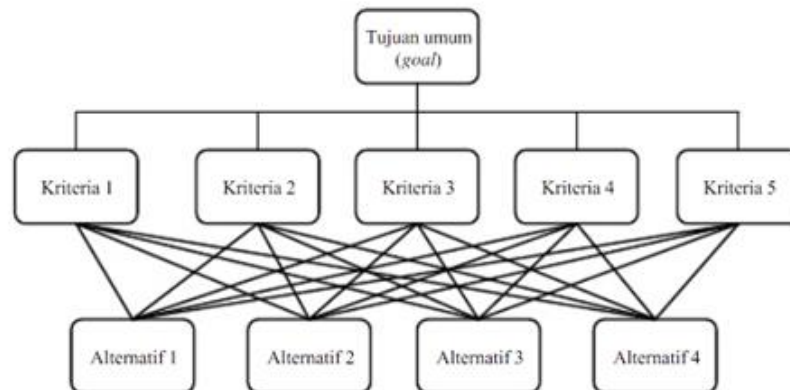 Tujuan umum
(goal)
Kriteria 1
Kriteria 2
Kriteria 3
Kriteria 4
Kriteria 5
Alternatif 1
Alternatif 2
Alternatif 3
Alternatif 4